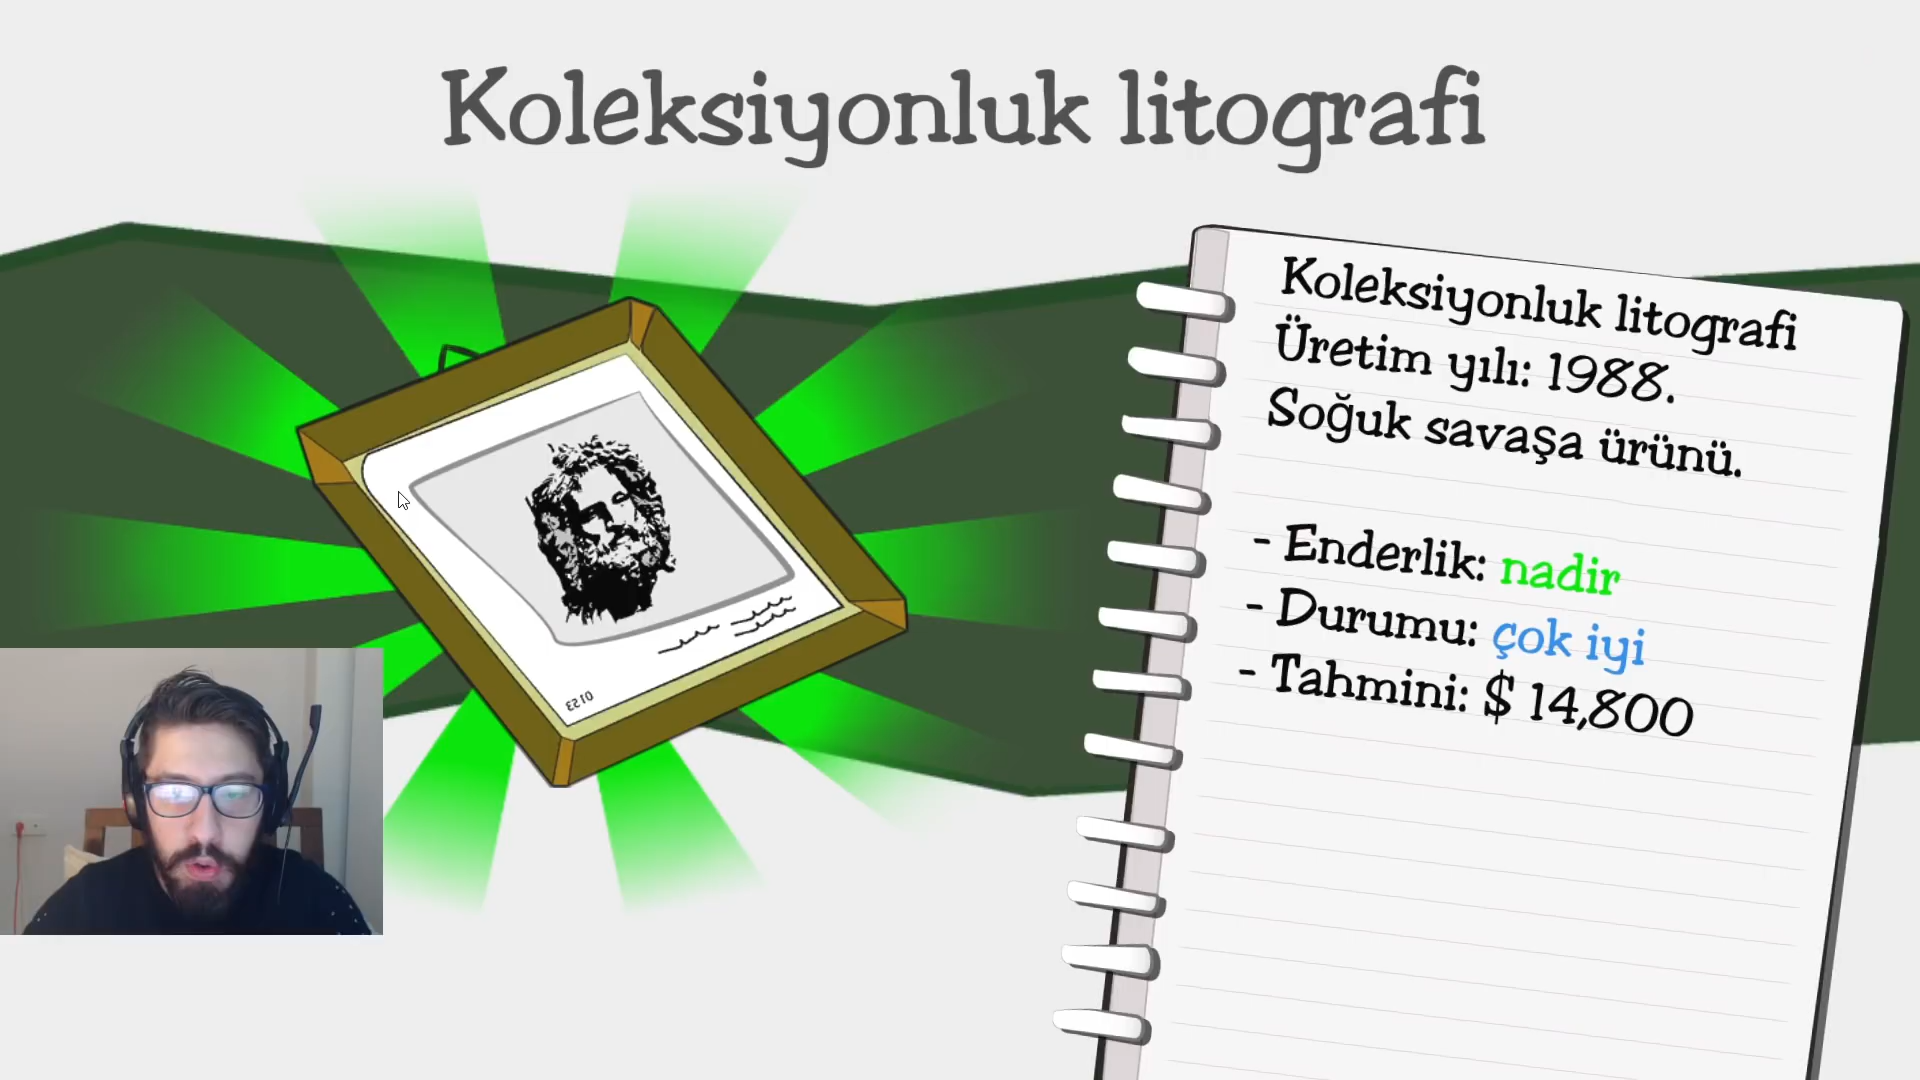 Koleksiyonluk litografi
Koleksiyonluk litografi
Üretim yılı: 1988.
Soğuk savaşa ürünü.
- Enderlik: nadir
- Durumu: çok iyi
- Tahmini: $ 14,800